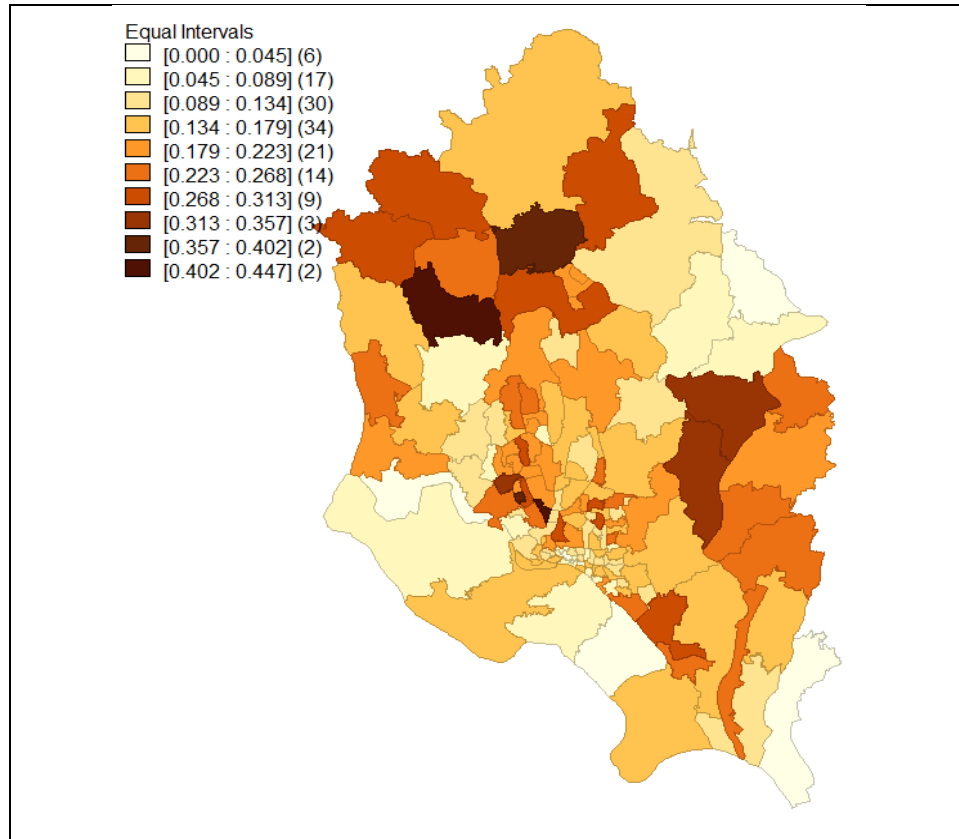 Equal Intervals
[0.000 : 0.045] (6)
[0.045 : 0.089] (17)
[0.089 : 0.134] (30)
[0.134 : 0.179] (34)
[0.179 : 0.223] (21)
[0.223 : 0.268] (14)
[0.268 : 0.313] (9)
[0.313 : 0.357] (3)
[0.357 : 0.402] (2)
[0.402 : 0.447] (2)